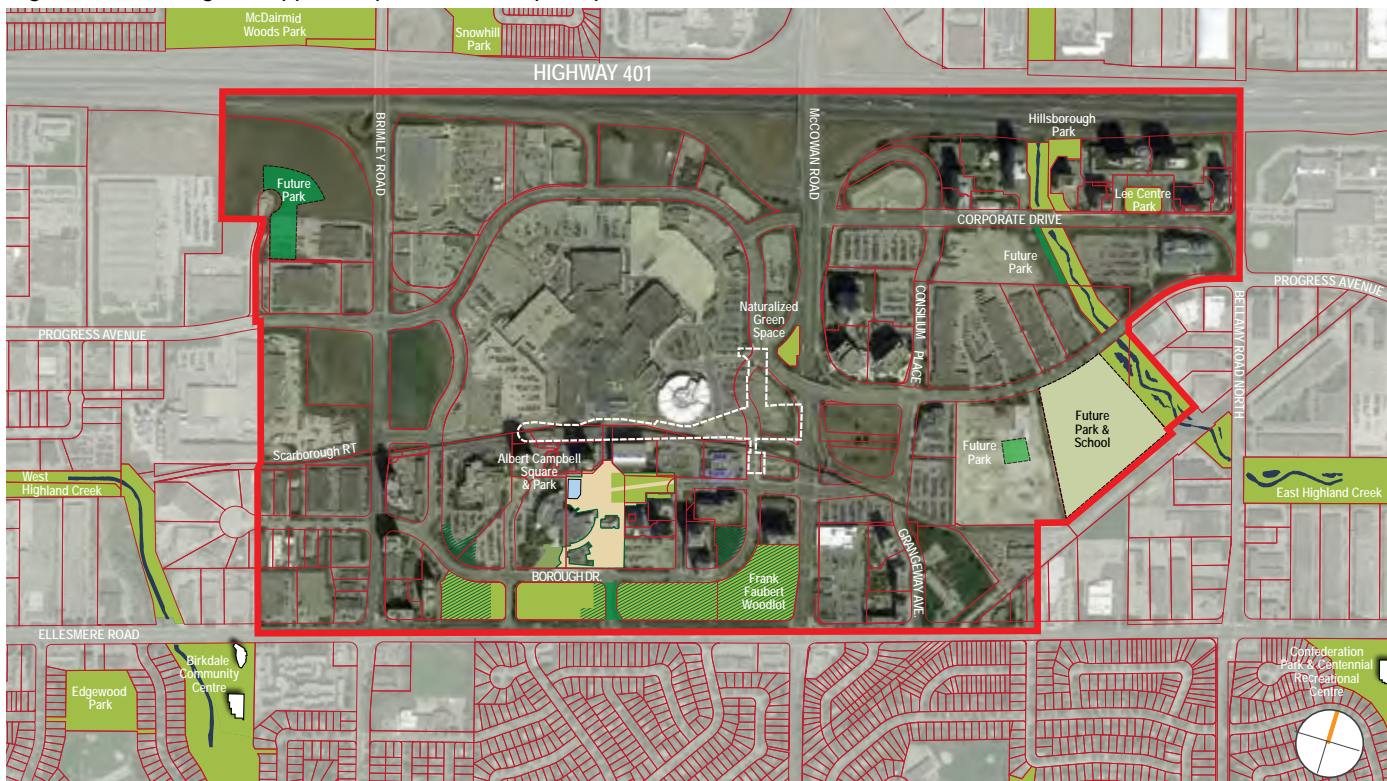 McDairmid
Woods Park
Snowhill
Park
HIGHWAY 401
BRIMLEY ROAD
McCOWAN ROAD
Hillsborough
Park
Future
Park
Lee Centre
Park
CORPORATE DRIVE
Future
Park
PROGRESS AVENUE
BELLAMY ROAD NORTH
CONSILIUM PLACE
Naturalized
Green
Space
PROGRESS AVENUE
Future
Park &
School
Future
Park
Scarborough RT
Albert Campbell
Square
& Park
West
Highland Creek
East Highland Creek
GRANGEWAY AVE.
BOROUGH DR.
Frank
Faubert
Woodlot
ELLESMERE ROAD
Birkdale
Community
Centre
Edgewood
Park
Confederation
Park & Centennial
Recreational
Centre